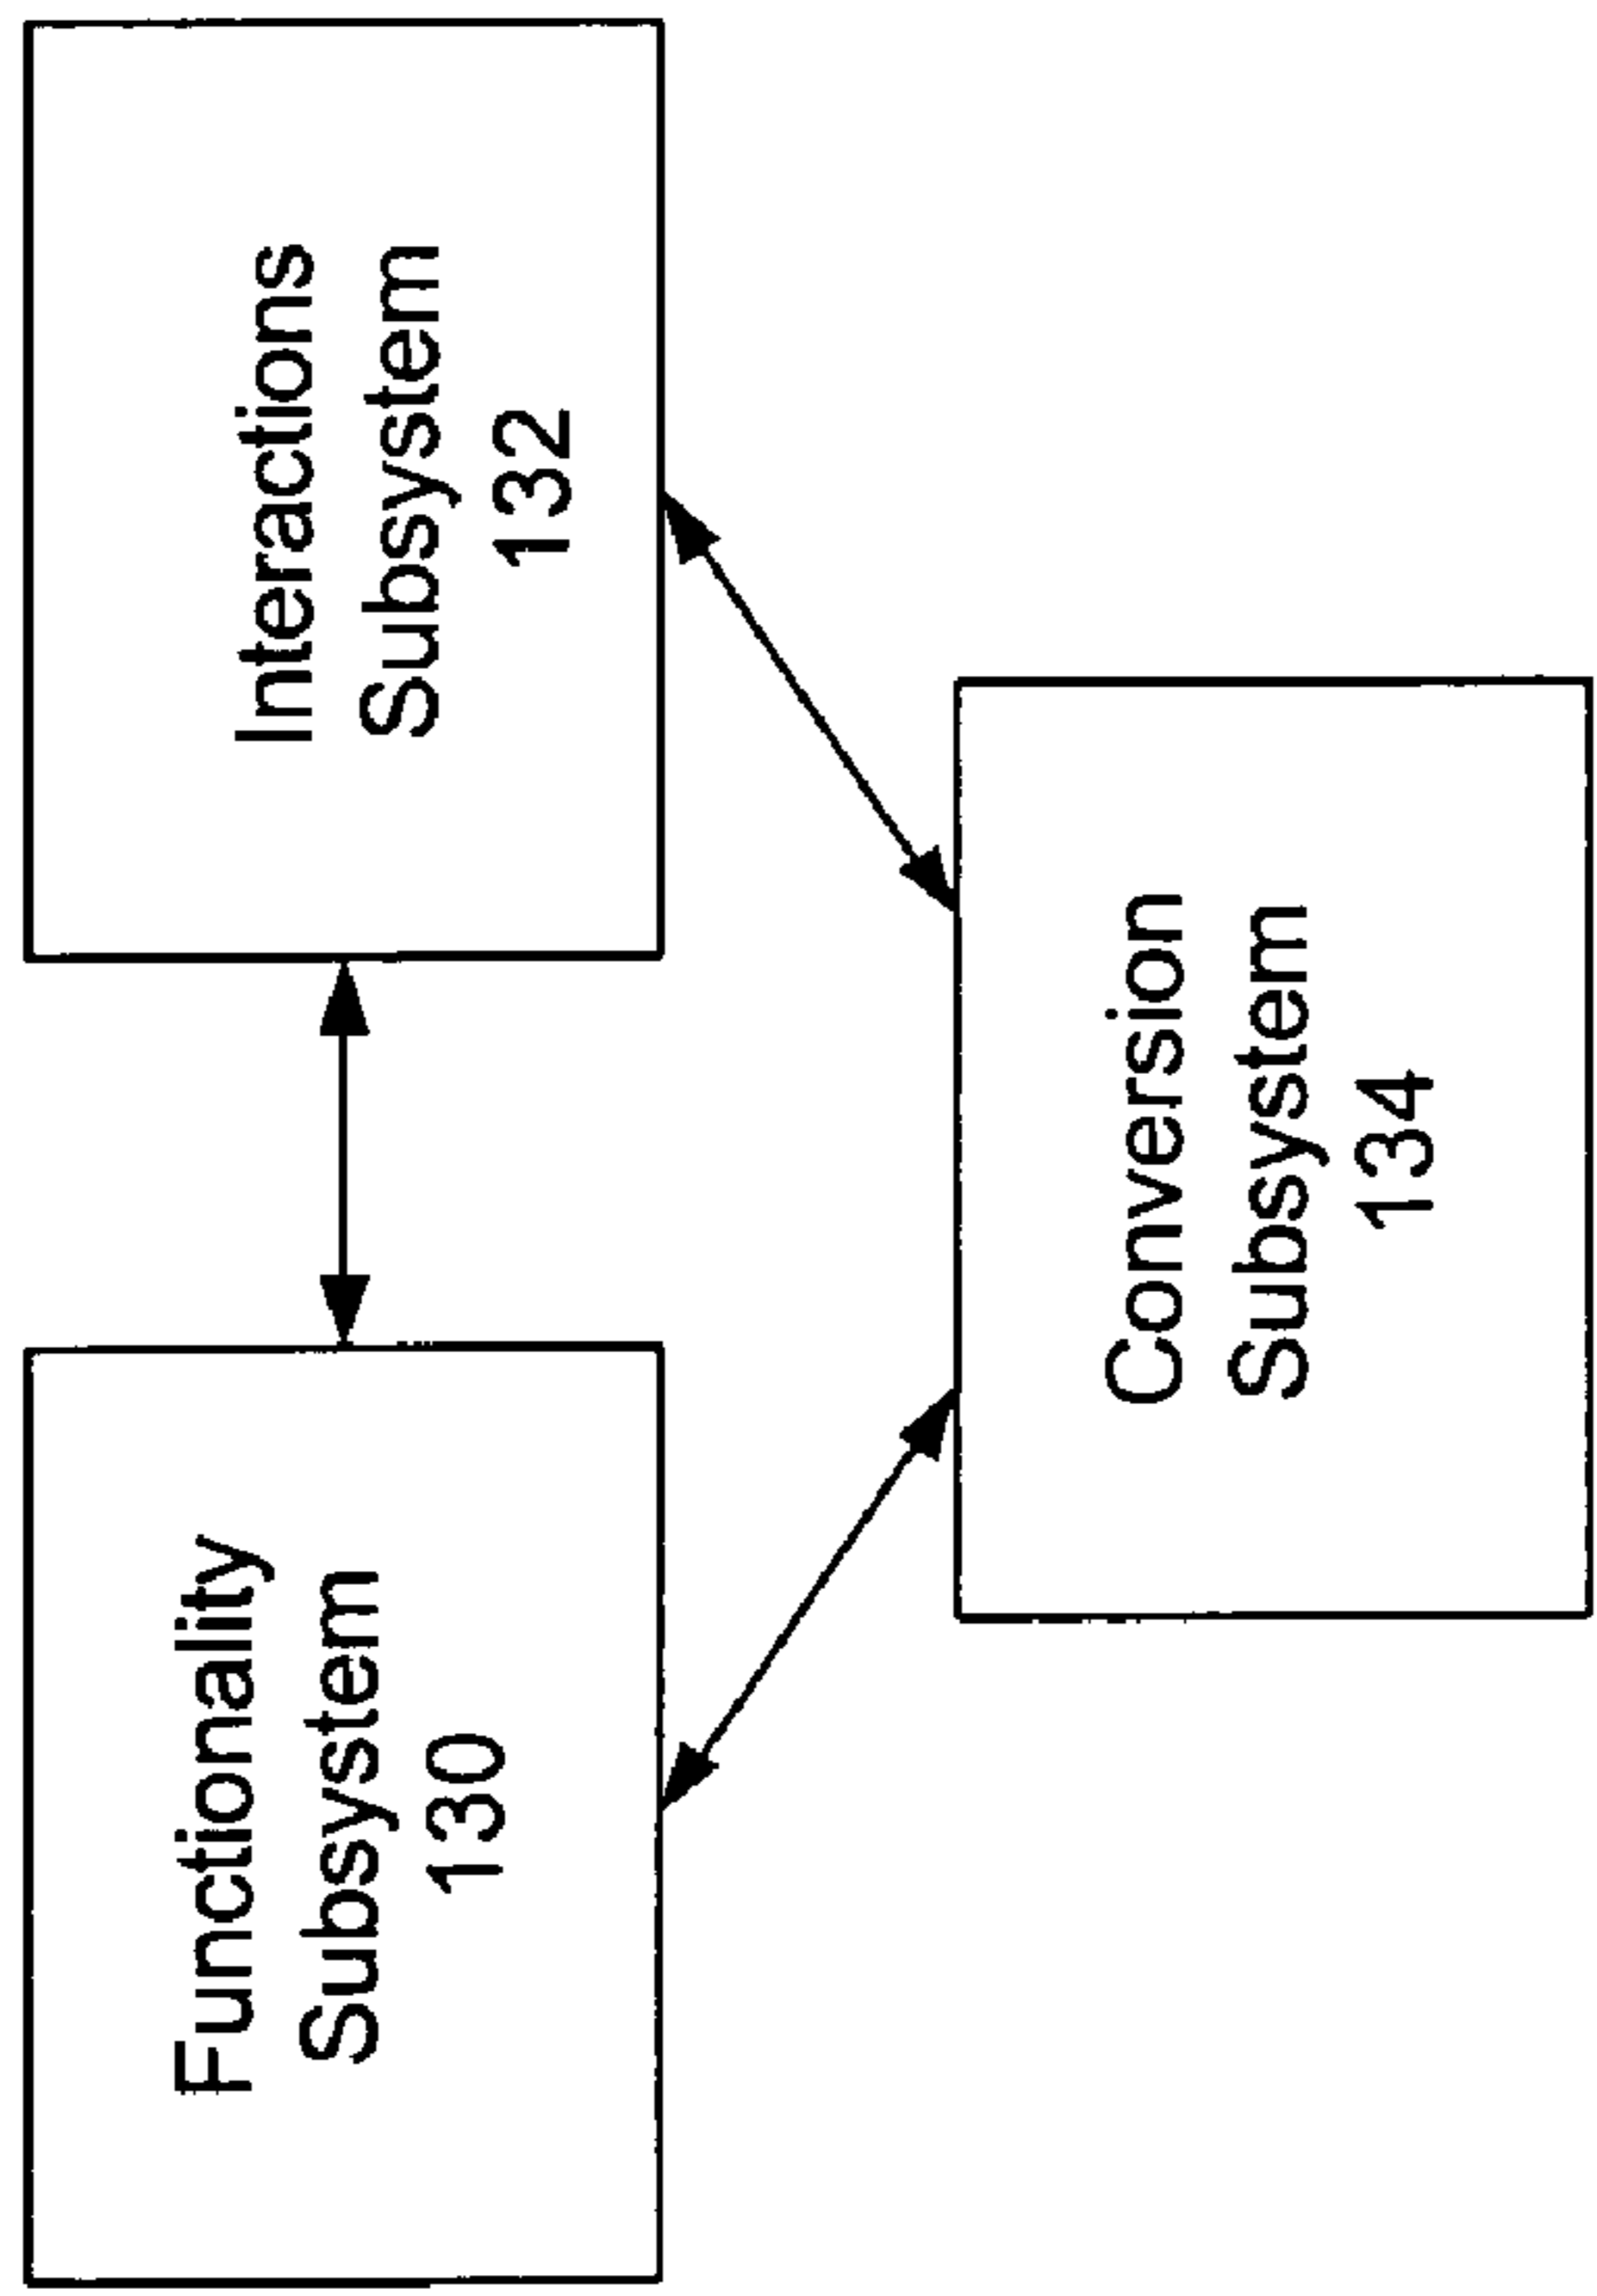 Functionality
Subsystem
130
Interactions
Subsystem
132
Conversion
Subsystem
134